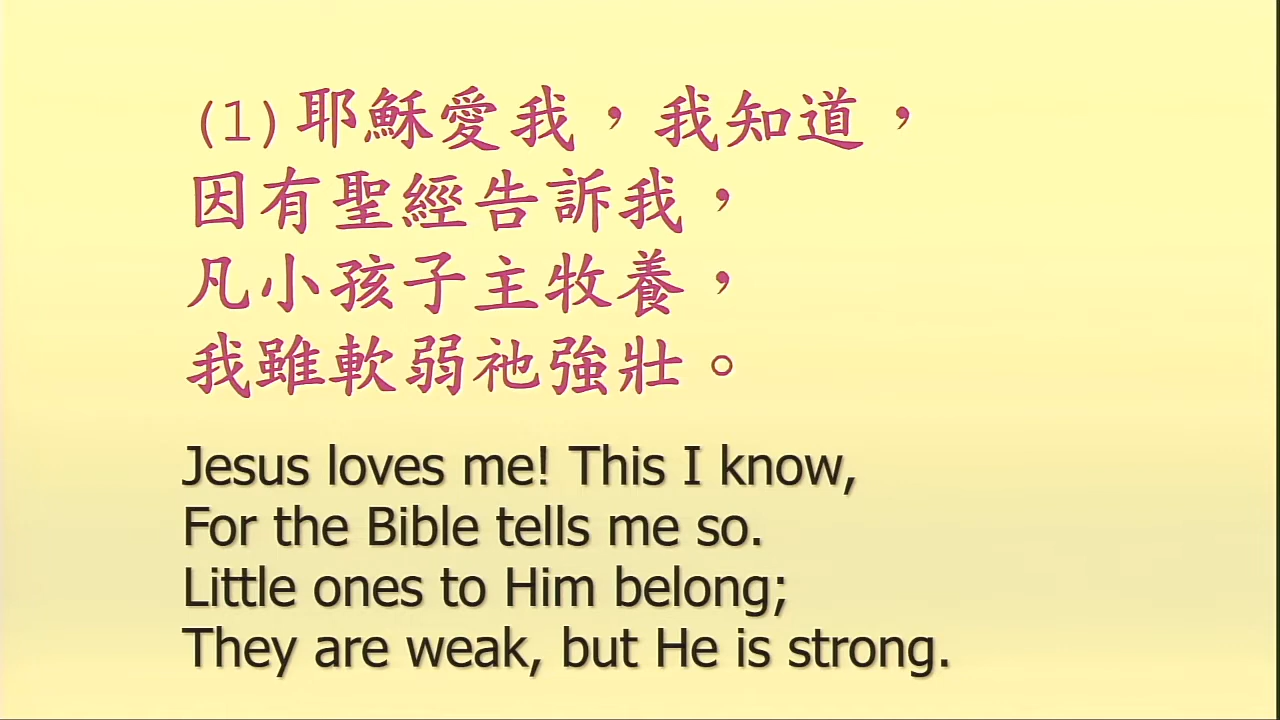 (1)耶穌愛我，我知道，
因有聖經告訴我，
凡小孩子主牧養，
我雖軟弱祂強壯。
Jesus loves me! This I know,
For the Bible tells me so.
Little ones to Him belong;
They are weak, but He is strong.